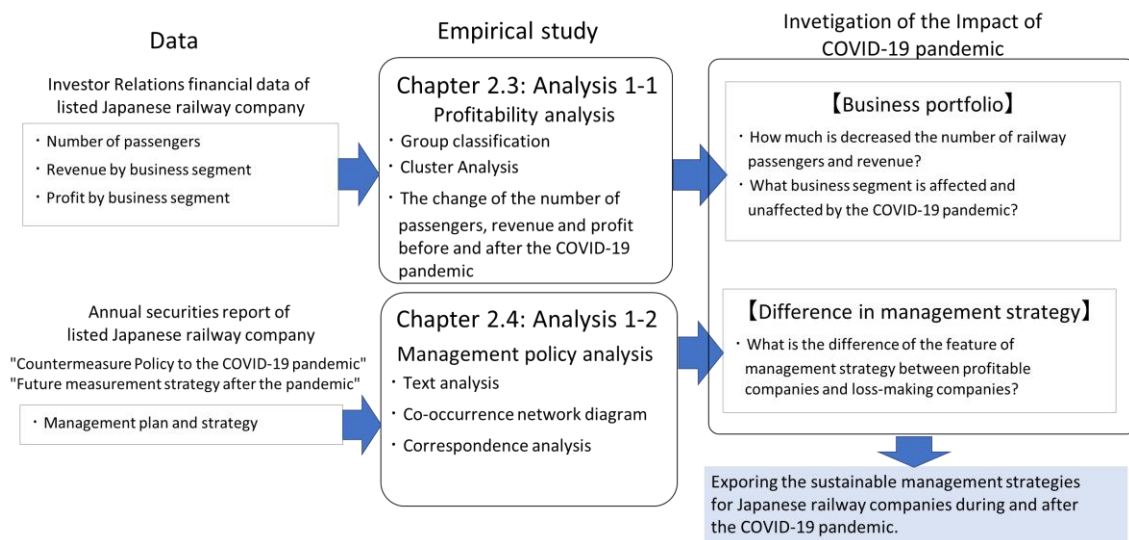 Data
Investor Relations financial data of
listed Japanese railway company
・Number of passengers
・Revenue by business segment
・Profit by business segment
Annual securities report of
listed Japanese railway company
"Countermeasure Policy to the COVID-19 pandemic"
"Future measurement strategy after the pandemic"
・Management plan and strategy
Empirical study
Chapter 2.3: Analysis 1-1
Profitability analysis
・Group classification
・Cluster Analysis
・The change of the number of
passengers, revenue and profit
before and after the COVID-19
pandemic
Chapter 2.4: Analysis 1-2
Management policy analysis
・Text analysis
・Co-occurrence network diagram
・Correspondence analysis
Invetigation of the Impact of
COVID-19 pandemic
【Business portfolio】
・How much is decreased the number of railway
passengers and revenue?
・What business segment is affected and
unaffected by the COVID-19 pandemic?
【Difference in management strategy】
・What is the difference of the feature of
management strategy between profitable
companies and loss-making companies?
Exporing the sustainable management strategies
for Japanese railway companies during and after
the COVID-19 pandemic.